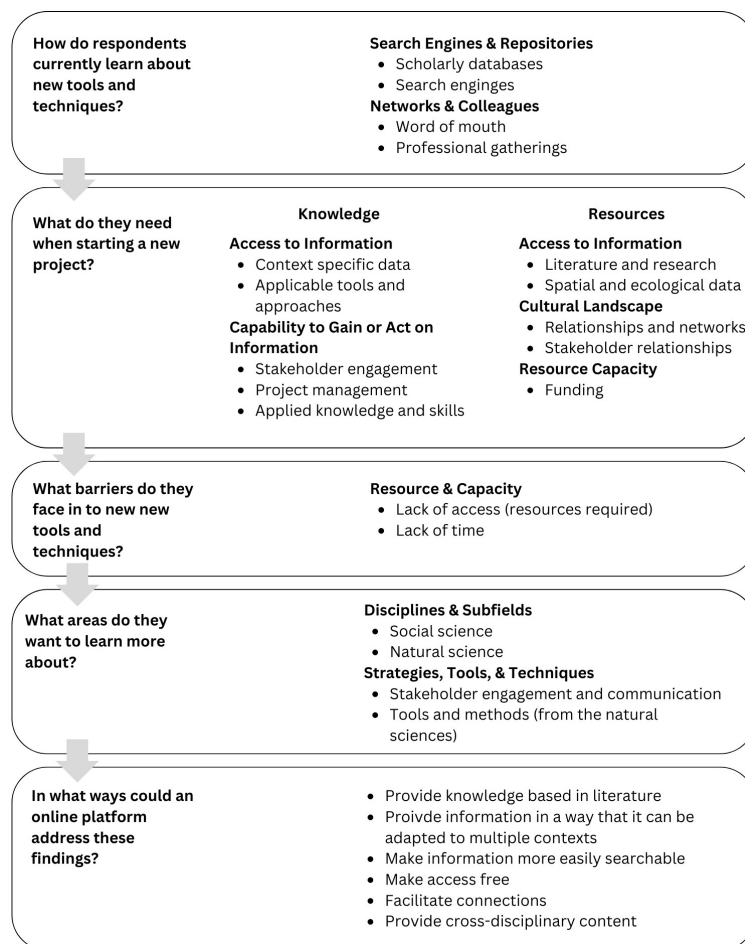 How do respondents
currently learn about
new tools and
techniques?
Search Engines & Repositories
• Scholarly databases
• Search enginges
Networks & Colleagues
• Word of mouth
• Professional gatherings
What do they need
when starting a new
project?
Knowledge
Access to Information
• Context specific data
• Applicable tools and
approaches
Capability to Gain or Act on
Information
• Stakeholder engagement
• Project management
• Applied knowledge and skills
Resources
Access to Information
• Literature and research
• Spatial and ecological data
Cultural Landscape
• Relationships and networks
• Stakeholder relationships
Resource Capacity
• Funding
What barriers do they
face in to new new
tools and
techniques?
Resource & Capacity
• Lack of access (resources required)
• Lack of time
What areas do they
want to learn more
about?
Disciplines & Subfields
• Social science
• Natural science
Strategies, Tools, & Techniques
• Stakeholder engagement and communication
• Tools and methods (from the natural
sciences)
In what ways could an
online platform
address these
findings?
• Provide knowledge based in literature
• Proivde information in a way that it can be
adapted to multiple contexts
• Make information more easily searchable
• Make access free
• Facilitate connections
• Provide cross-disciplinary content